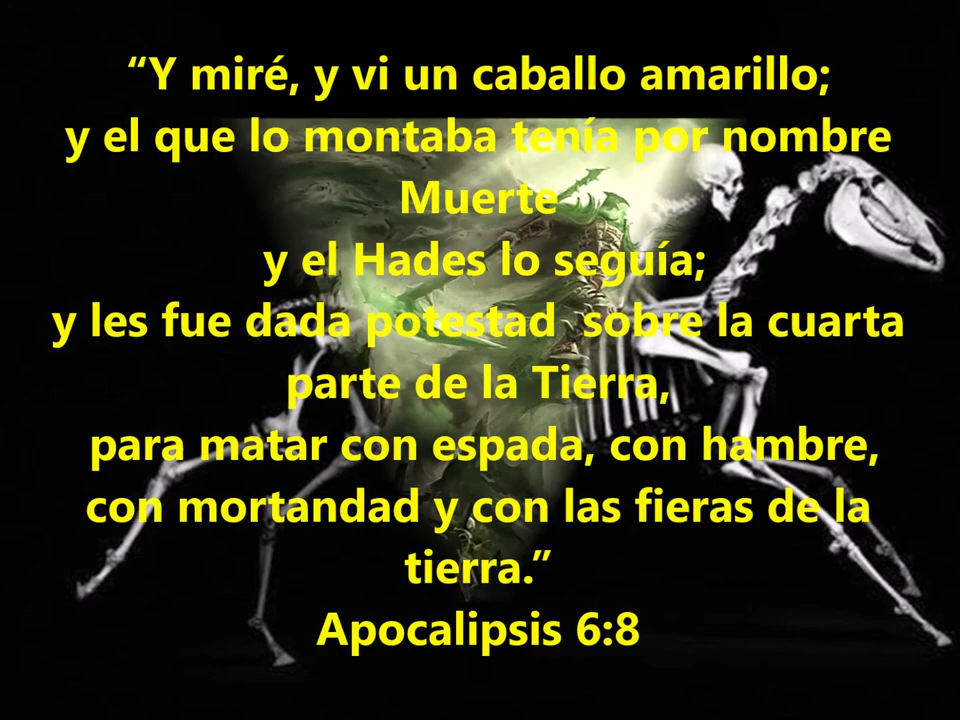 “Y miré, y vi un caballo amarillo;
y el que lo montaba tenía por nombre
Muerte
y el Hades lo seguía;
y les fue dada potestad sobre la cuarta
parte de la Tierra,
para matar con espada, con hambre,
con mortandad y con las fieras de la
tierra.”
Apocalipsis 6:8